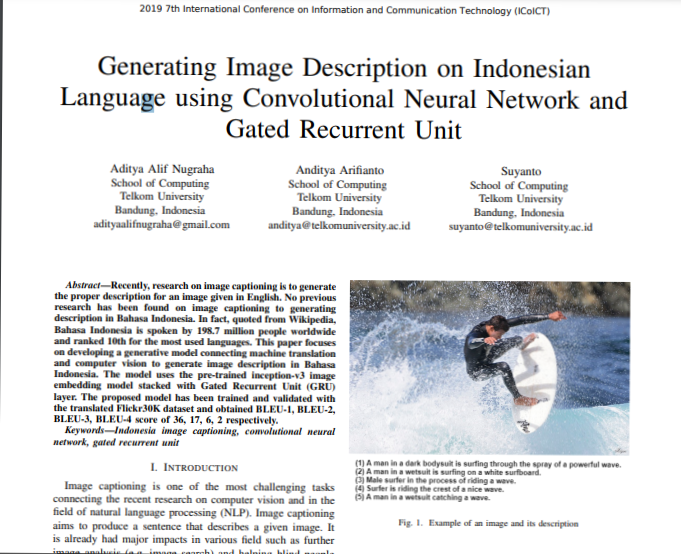 2019 7th International Conference on Information and Communication Technology (ICoICT)
Generating Image Description on Indonesian
Language using Convolutional Neural Network and
Gated Recurrent Unit
Aditya Alif Nugraha
School of Computing
Telkom University
Bandung, Indonesia
adityaalifnugraha@gmail.com
Anditya Arifianto
School of Computing
Telkom University
Bandung, Indonesia
anditya@telkomuniversity.ac.id
Suyanto
School of Computing
Telkom University
Bandung, Indonesia
suyanto@telkomuniversity.ac.id
Abstract—Recently, research on image captioning is to generate
the proper description for an image given in English. No previous
research has been found on image captioning to generating
description in Bahasa Indonesia. In fact, quoted from Wikipedia,
Bahasa Indonesia is spoken by 198.7 million people worldwide
and ranked 10th for the most used languages. This paper focuses
on developing a generative model connecting machine translation
and computer vision to generate image description in Bahasa
Indonesia. The model uses the pre-trained inception-v3 image
embedding model stacked with Gated Recurrent Unit (GRU)
layer. The proposed model has been trained and validated with
the translated Flickr30K dataset and obtained BLEU-1, BLEU-2,
BLEU-3, BLEU-4 score of 36, 17, 6, 2 respectively.
Keywords—Indonesia image captioning, convolutional neural
network, gated recurrent unit
I. INTRODUCTION
Image captioning is one of the most challenging tasks
connecting the recent research on computer vision and in the
field of natural language processing (NLP). Image captioning
aims to produce a sentence that describes a given image. It
is already had major impacts in various field such as further
image analysis (e.g. image search) and helping blind people
(1) A man in a dark bodysuit is surfing through the spray of a powerful wave.
(2) A man in a wetsuit is surfing on a white surfboard.
(3) Male surfer in the process of riding a wave.
(4) Surfer is riding the crest of a nice wave.
(5) A man in a wetsuit catching a wave.
Fig. 1. Example of an image and its description